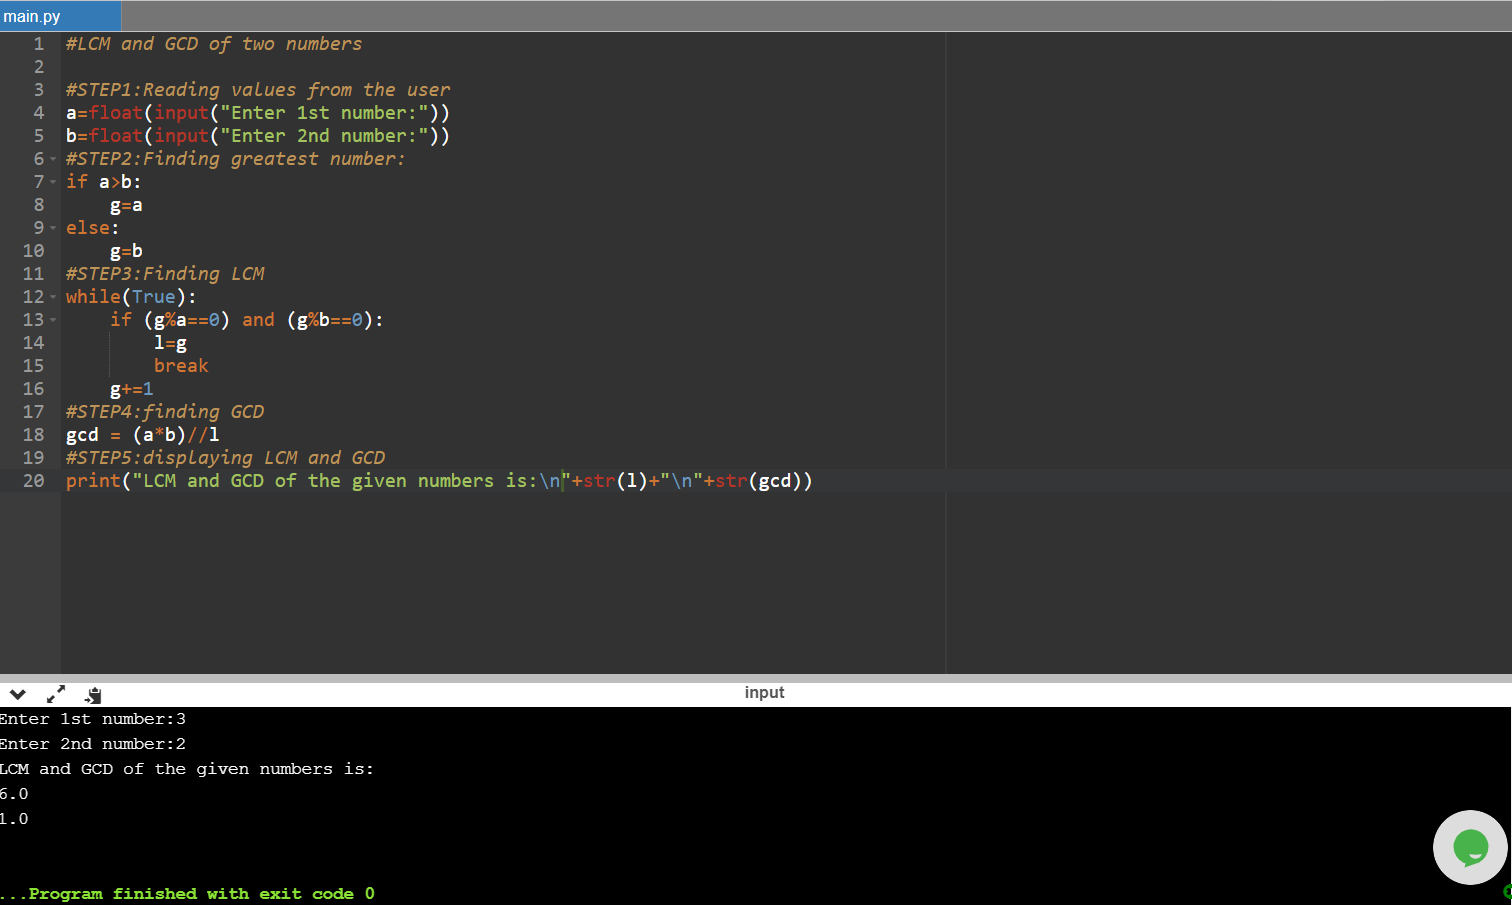 main.py
1 #LCM and GCD of two numbers
2
3 #STEP1:Reading values from the user
4 a=float(input("Enter 1st number:"))
5 b=float(input("Enter 2nd number:"))
6 #STEP2:Finding greatest number:
7 if a>b:
8     g=a
9 else:
10     g=b
11 #STEP3:Finding LCM
12 while(True):
13     if (g%a==0) and (g%b==0):
14         l=g
15         break
16     g+=1
17 #STEP4:finding GCD
18 gcd = (a*b)//l
19 #STEP5:displaying LCM and GCD
20 print("LCM and GCD of the given numbers is:\n"+str(l)+"\n"+str(gcd))
input
Enter 1st number:3
Enter 2nd number:2
LCM and GCD of the given numbers is:
6.0
1.0
...Program finished with exit code 0